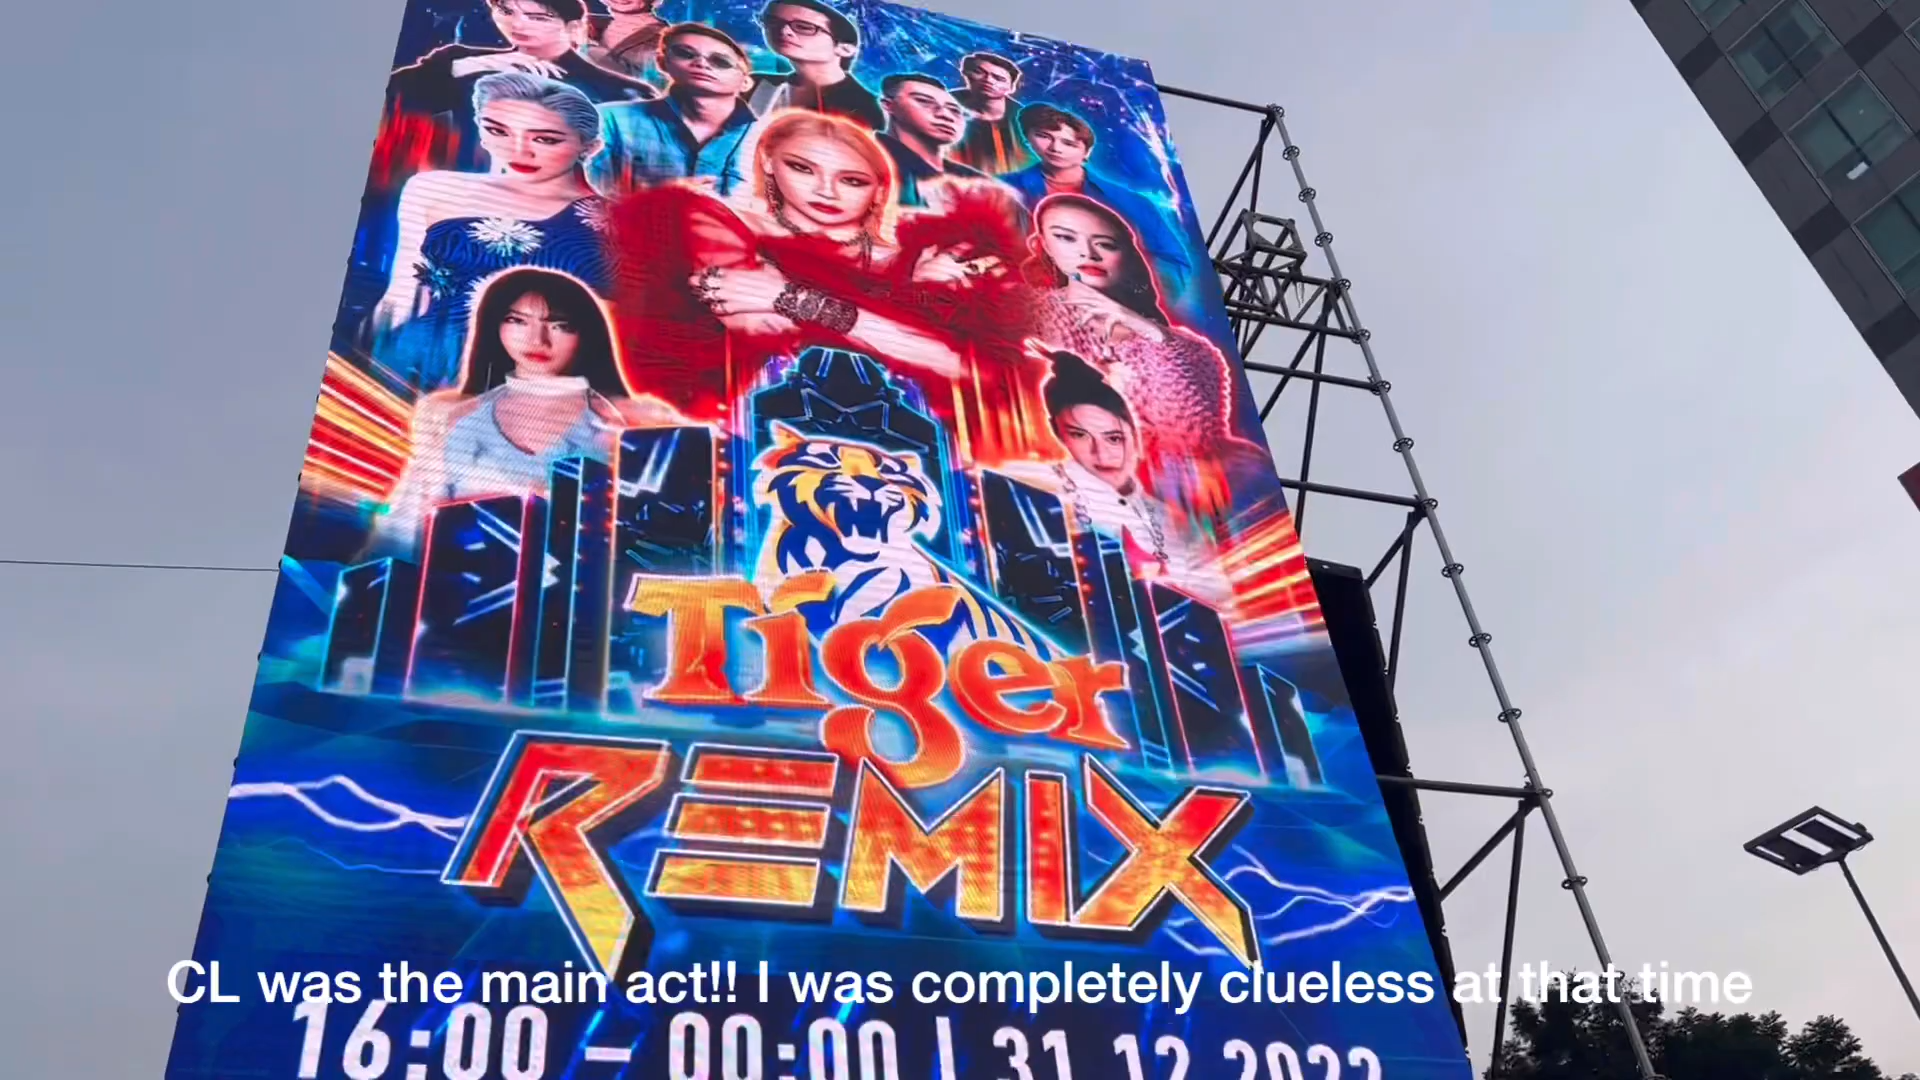 Tiger
REMIX
CL was the main act!! I was completely clueless at that time
16:00 – 00:00 | 31.12.2022